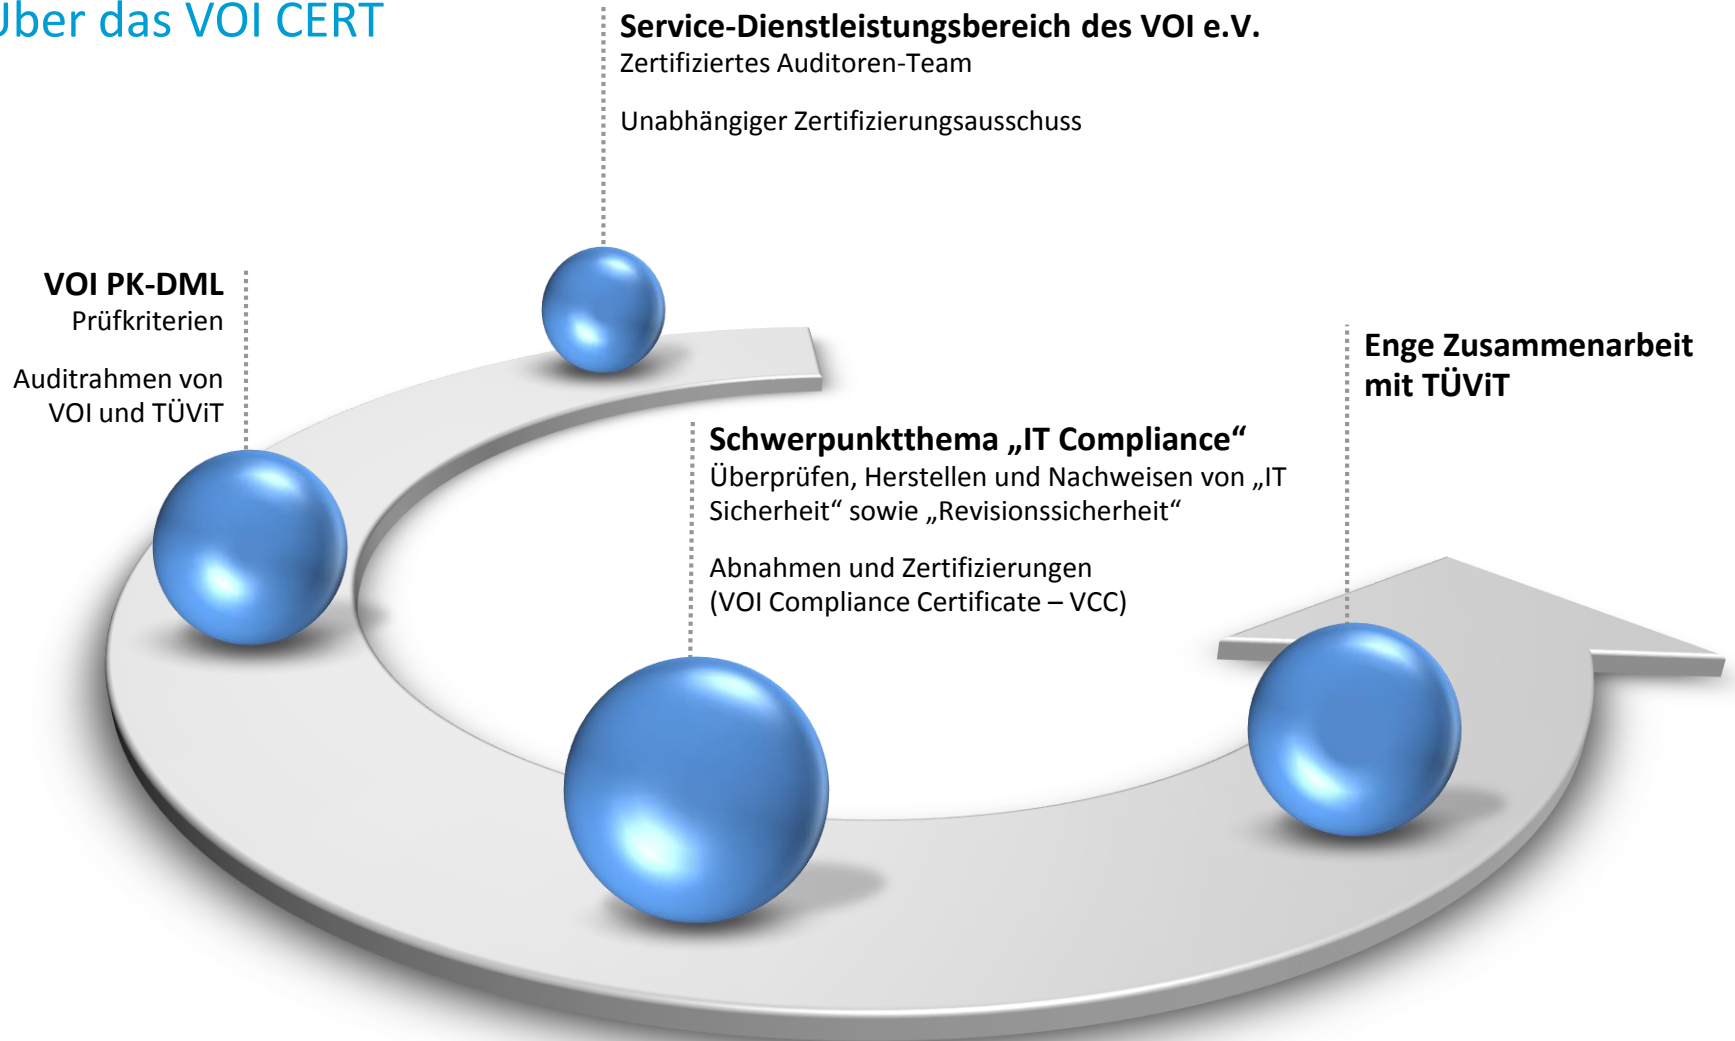 Über das VOI CERT
Service-Dienstleistungsbereich des VOI e.V.
Zertifiziertes Auditoren-Team
Unabhängiger Zertifizierungsausschuss
VOI PK-DML
Prüfkriterien
Auditrahmen von
VOI und TÜViT
Schwerpunktthema „IT Compliance“
Überprüfen, Herstellen und Nachweisen von „IT
Sicherheit“ sowie „Revisionssicherheit“
Abnahmen und Zertifizierungen
(VOI Compliance Certificate – VCC)
Enge Zusammenarbeit
mit TÜViT